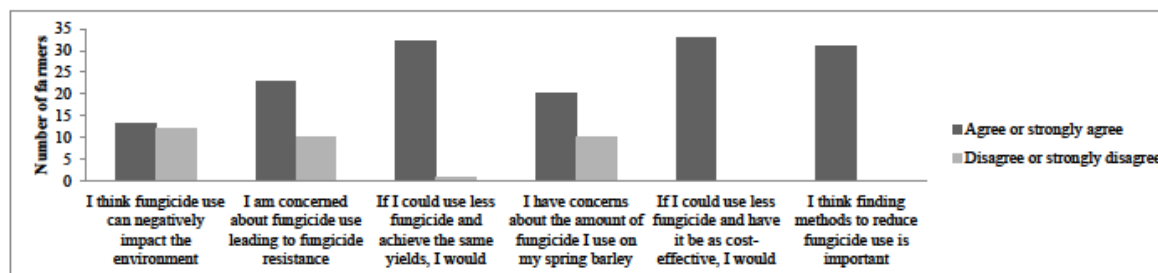 Number of farmers
35
30
25
20
15
10
5
0
I think fungicide use
can negatively
impact the
environment
I am concerned
about fungicide use
leading to fungicide
resistance
If I could use less
fungicide and
achieve the same
yields, I would
I have concerns
about the amount of
fungicide I use on
my spring barley
If I could use less
fungicide and have
it be as cost-
effective, I would
I think finding
methods to reduce
fungicide use is
important
Agree or strongly agree
Disagree or strongly disagree